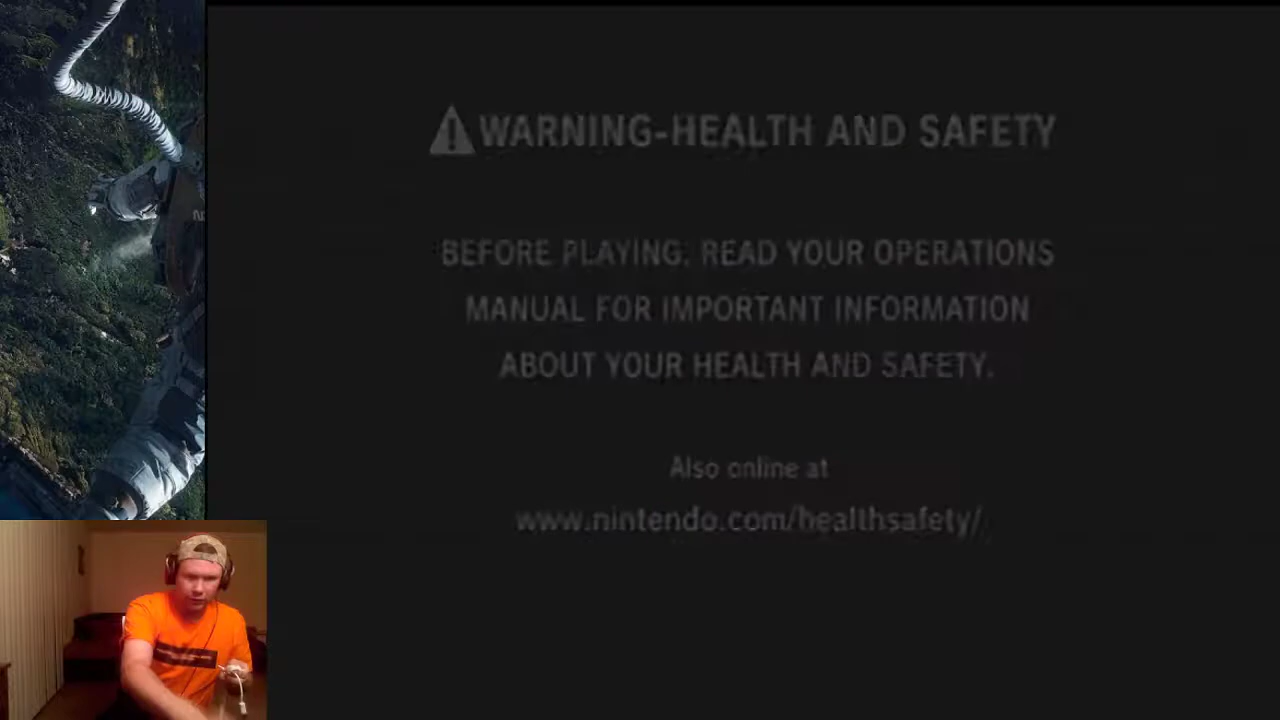 WARNING-HEALTH AND SAFETY
BEFORE PLAYING, READ YOUR OPERATIONS
MANUAL FOR IMPORTANT INFORMATION
ABOUT YOUR HEALTH AND SAFETY.
Also online at
www.nintendo.com/healthsafety/